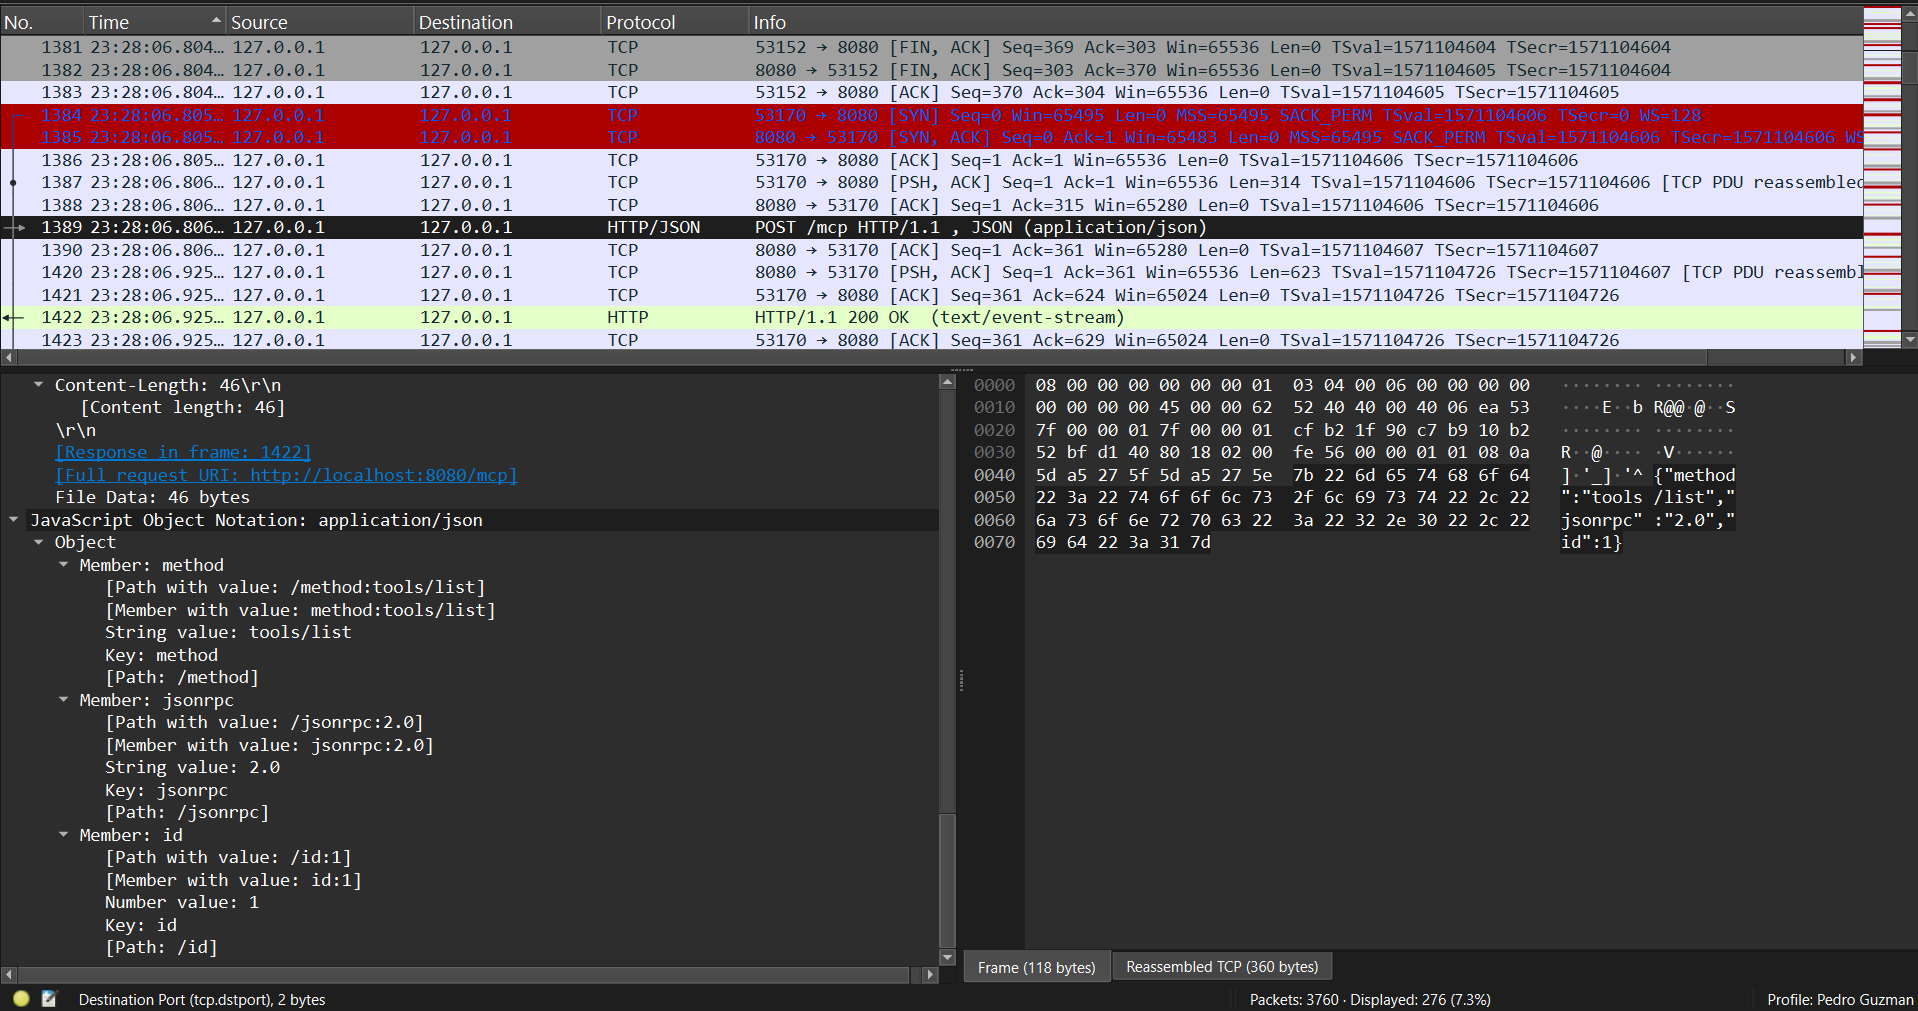 No. Time Source Destination Protocol Info
1381 23:28:06.804… 127.0.0.1 127.0.0.1 TCP 53152 → 8080 [FIN, ACK] Seq=369 Ack=303 Win=65536 Len=0 TSval=1571104604 TSecr=1571104604
1382 23:28:06.804… 127.0.0.1 127.0.0.1 TCP 8080 → 53152 [FIN, ACK] Seq=303 Ack=370 Win=65536 Len=0 TSval=1571104605 TSecr=1571104604
1383 23:28:06.804… 127.0.0.1 127.0.0.1 TCP 53152 → 8080 [ACK] Seq=370 Ack=304 Win=65536 Len=0 TSval=1571104605 TSecr=1571104605
1384 23:28:06.805… 127.0.0.1 127.0.0.1 TCP 53170 → 8080 [SYN] Seq=0 Win=65495 Len=0 MSS=65495 SACK_PERM TSval=1571104606 TSecr=0 WS=128
1385 23:28:06.805… 127.0.0.1 127.0.0.1 TCP 8080 → 53170 [SYN, ACK] Seq=0 Ack=1 Win=65483 Len=0 MSS=65495 SACK_PERM TSval=1571104606 TSecr=1571104606 WS
1386 23:28:06.805… 127.0.0.1 127.0.0.1 TCP 53170 → 8080 [ACK] Seq=1 Ack=1 Win=65536 Len=0 TSval=1571104606 TSecr=1571104606
1387 23:28:06.806… 127.0.0.1 127.0.0.1 TCP 53170 → 8080 [PSH, ACK] Seq=1 Ack=1 Win=65536 Len=314 TSval=1571104606 TSecr=1571104606 [TCP PDU reassembled
1388 23:28:06.806… 127.0.0.1 127.0.0.1 TCP 8080 → 53170 [ACK] Seq=1 Ack=315 Win=65280 Len=0 TSval=1571104606 TSecr=1571104606
1389 23:28:06.806… 127.0.0.1 127.0.0.1 HTTP/JSON POST /mcp HTTP/1.1 , JSON (application/json)
1390 23:28:06.806… 127.0.0.1 127.0.0.1 TCP 8080 → 53170 [ACK] Seq=1 Ack=361 Win=65280 Len=0 TSval=1571104607 TSecr=1571104607
1420 23:28:06.925… 127.0.0.1 127.0.0.1 TCP 8080 → 53170 [PSH, ACK] Seq=1 Ack=361 Win=65536 Len=623 TSval=1571104726 TSecr=1571104607 [TCP PDU reassembl
1421 23:28:06.925… 127.0.0.1 127.0.0.1 TCP 53170 → 8080 [ACK] Seq=361 Ack=624 Win=65024 Len=0 TSval=1571104726 TSecr=1571104726
1422 23:28:06.925… 127.0.0.1 127.0.0.1 HTTP HTTP/1.1 200 OK (text/event-stream)
1423 23:28:06.925… 127.0.0.1 127.0.0.1 TCP 53170 → 8080 [ACK] Seq=361 Ack=629 Win=65024 Len=0 TSval=1571104726 TSecr=1571104726
Content-Length: 46\r\n
[Content length: 46]
\r\n
[Response in frame: 1422]
[Full request URI: http://localhost:8080/mcp]
File Data: 46 bytes
JavaScript Object Notation: application/json
Object
Member: method
[Path with value: /method:tools/list]
[Member with value: method:tools/list]
String value: tools/list
Key: method
[Path: /method]
Member: jsonrpc
[Path with value: /jsonrpc:2.0]
[Member with value: jsonrpc:2.0]
String value: 2.0
Key: jsonrpc
[Path: /jsonrpc]
Member: id
[Path with value: /id:1]
[Member with value: id:1]
Number value: 1
Key: id
[Path: /id]
0000 08 00 00 00 00 00 00 01 03 04 00 06 00 00 00 00 ········ ········
0010 00 00 00 00 45 00 00 62 52 40 40 00 40 06 ea 53 ····E··b R@@·@··S
0020 7f 00 00 01 7f 00 00 01 cf b2 1f 90 c7 b9 10 b2 ········ ········
0030 52 bf d1 40 80 18 02 00 fe 56 00 00 01 01 08 0a R··@···· ·V······
0040 5d a5 27 5f 5d a5 27 5e 7b 22 6d 65 74 68 6f 64 ]·'_]·'^ {"method
0050 22 3a 22 74 6f 6f 6c 73 2f 6c 69 73 74 22 2c 22 ":"tools /list","
0060 6a 73 6f 6e 72 70 63 22 3a 22 32 2e 30 22 2c 22 jsonrpc" :"2.0","
0070 69 64 22 3a 31 7d id":1}
Frame (118 bytes) Reassembled TCP (360 bytes)
Destination Port (tcp.dstport), 2 bytes Packets: 3760 · Displayed: 276 (7.3%) Profile: Pedro Guzman